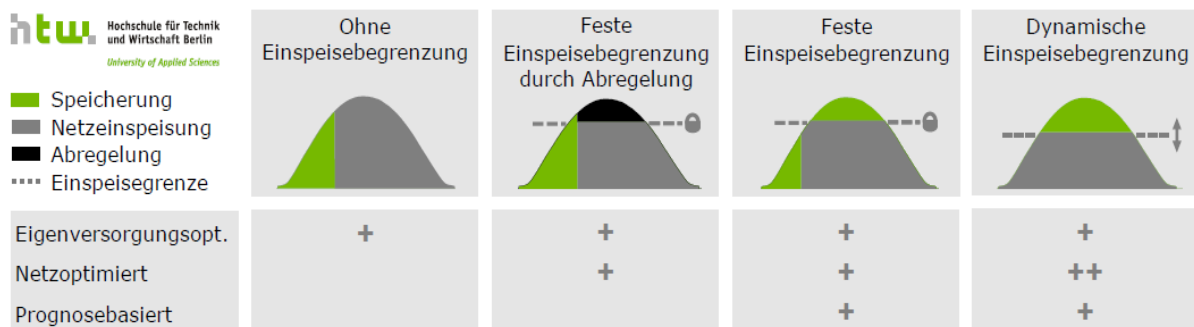 htw.
Hochschule für Technik
und Wirtschaft Berlin
University of Applied Sciences
Speicherung
Netzeinspeisung
Abregelung
Einspeisegrenze
Ohne
Einspeisebegrenzung
Feste
Einspeisebegrenzung
durch Abregelung
Feste
Einspeisebegrenzung
Dynamische
Einspeisebegrenzung
Eigenversorgungsopt. + + + +
Netzoptimiert + + ++
Prognosebasiert + +